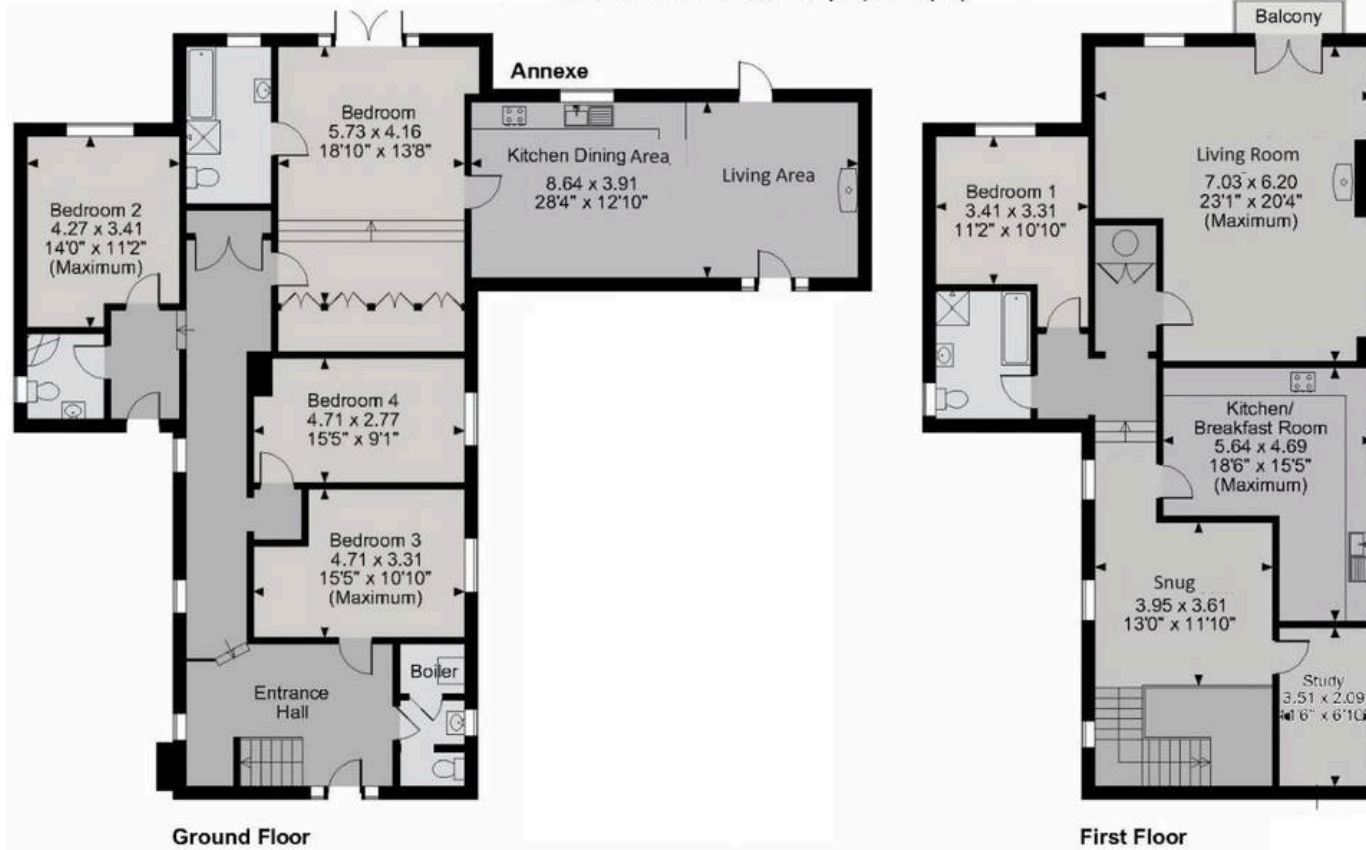 Balcony
Annexe
Bedroom
5.73 x 4.16
18'10" x 13'8"
Kitchen Dining Area
8.64 x 3.91
28'4" x 12'10"
Living Area
Bedroom 2
4.27 x 3.41
14'0" x 11'2"
(Maximum)
Bedroom 4
4.71 x 2.77
15'5" x 9'1"
Bedroom 3
4.71 x 3.31
15'5" x 10'10"
(Maximum)
Boiler
Entrance
Hall
Ground Floor
Living Room
7.03 x 6.20
23'1" x 20'4"
(Maximum)
Bedroom 1
3.41 x 3.31
11'2" x 10'10"
Kitchen/
Breakfast Room
5.64 x 4.69
18'6" x 15'5"
(Maximum)
Snug
3.95 x 3.61
13'0" x 11'10"
Study
3.51 x 2.09
11'6" x 6'10
First Floor